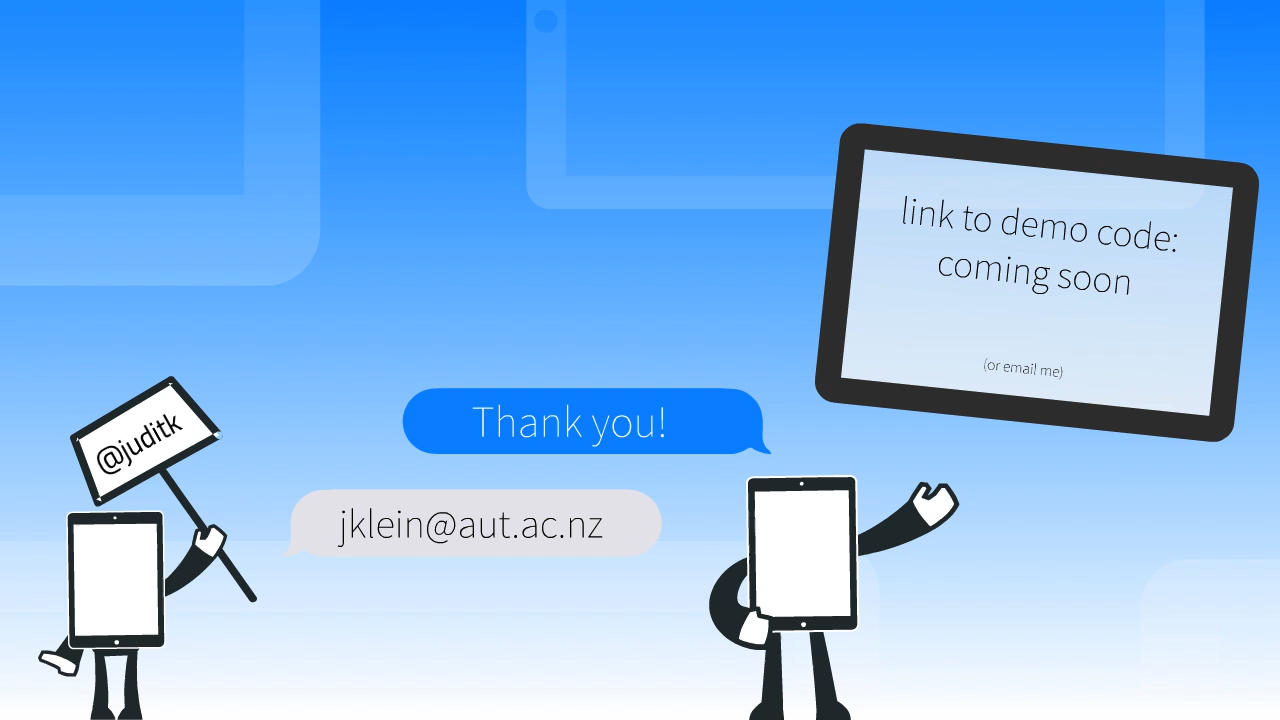 link to demo code:
coming soon
(or email me)
@juditk
Thank you!
jklein@aut.ac.nz